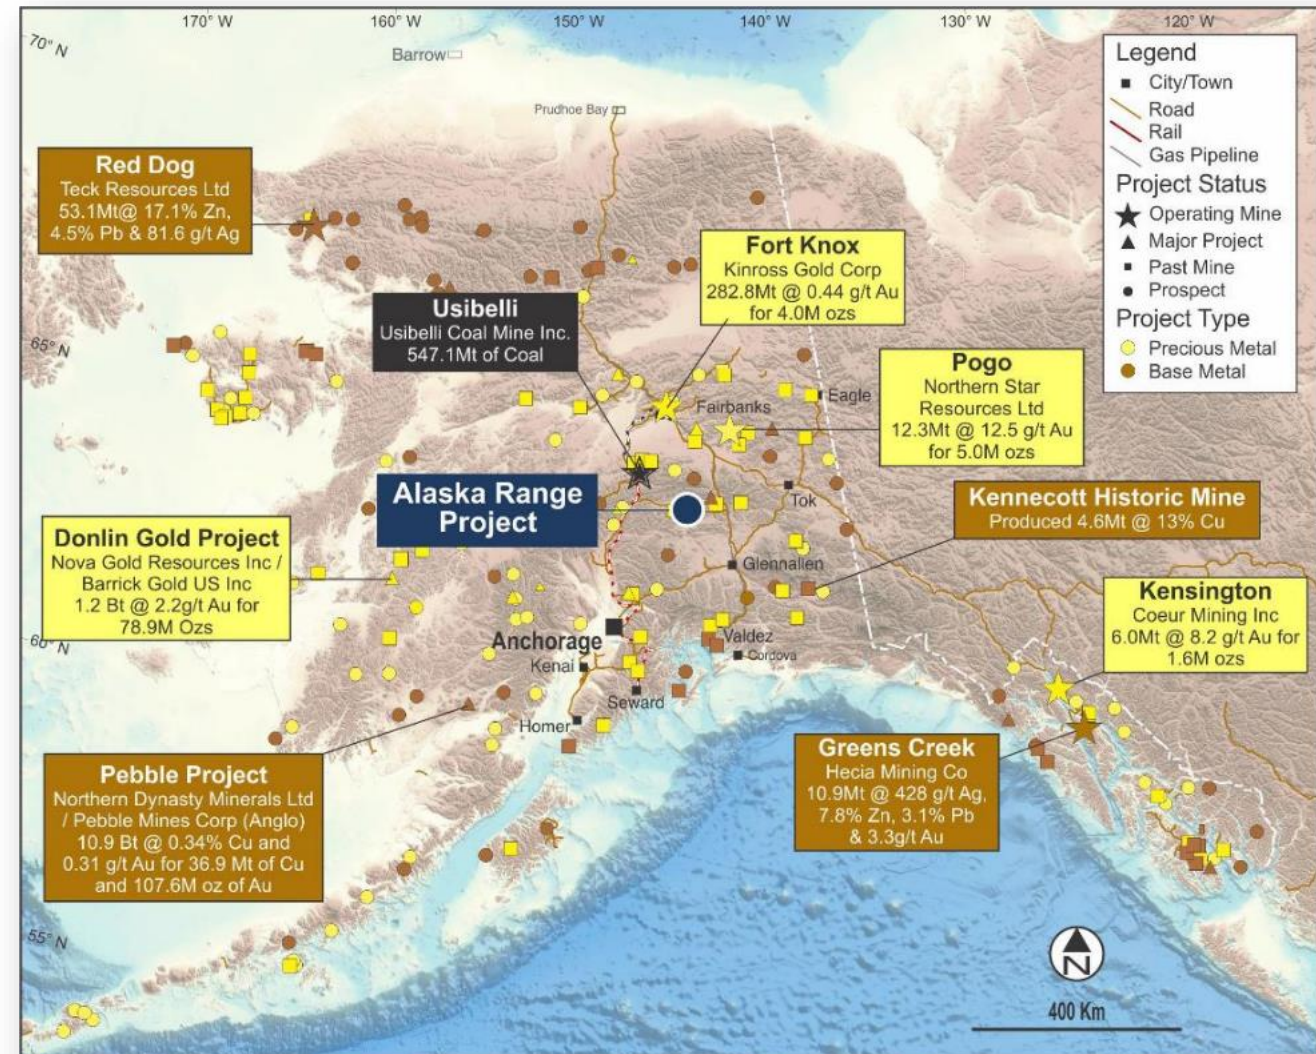 170° W
160° W
150° W
140° W
130° W
120° W
70° N
65° N
60° N
55° N
Barrow
Prudhoe Bay
Legend
City/Town
Road
Rail
Gas Pipeline
Project Status
Operating Mine
Major Project
Past Mine
Prospect
Project Type
Precious Metal
Base Metal
Red Dog
Teck Resources Ltd
53.1Mt@ 17.1% Zn,
4.5% Pb & 81.6 g/t Ag
Fort Knox
Kinross Gold Corp
282.8Mt @ 0.44 g/t Au
for 4.0M ozs
Usibelli
Usibelli Coal Mine Inc.
547.1Mt of Coal
Pogo
Northern Star
Resources Ltd
12.3Mt @ 12.5 g/t Au
for 5.0M ozs
Eagle
Fairbanks
Alaska Range
Project
Tok
Kennecott Historic Mine
Produced 4.6Mt @ 13% Cu
Donlin Gold Project
Nova Gold Resources Inc /
Barrick Gold US Inc
1.2 Bt @ 2.2g/t Au for
78.9M Ozs
Glennallen
Kensington
Coeur Mining Inc
6.0Mt @ 8.2 g/t Au for
1.6M ozs
Anchorage
Valdez
Cordova
Kenai
Seward
Homer
Pebble Project
Northern Dynasty Minerals Ltd
/ Pebble Mines Corp (Anglo)
10.9 Bt @ 0.34% Cu and
0.31 g/t Au for 36.9 Mt of Cu
and 107.6M oz of Au
Greens Creek
Hecia Mining Co
10.9Mt @ 428 g/t Ag,
7.8% Zn, 3.1% Pb
& 3.3g/t Au
N
400 Km